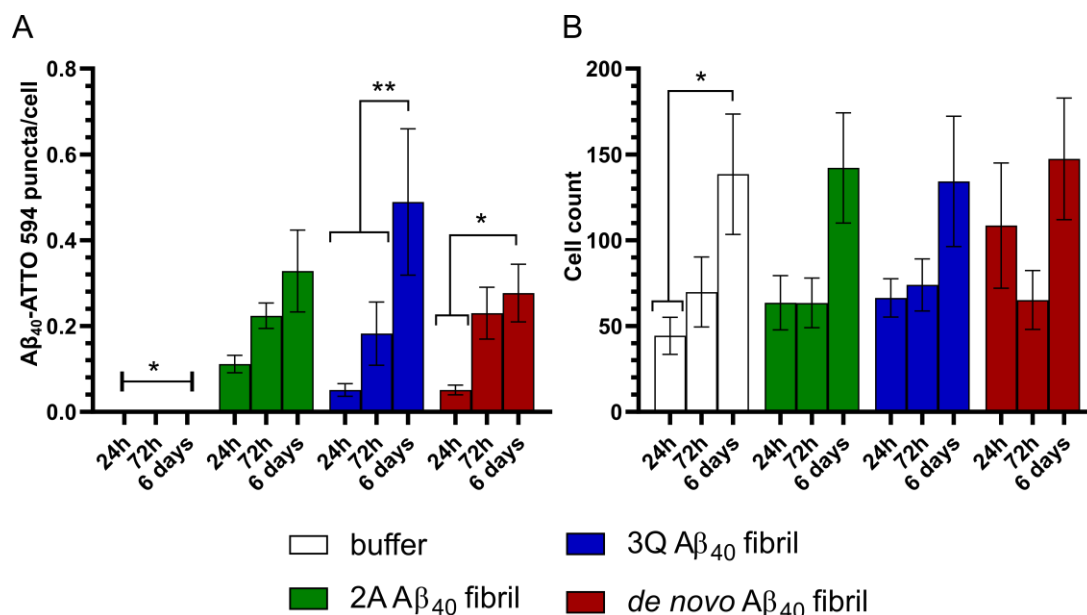 A
Aβ40-ATTO 594 puncta/cell
0.8
0.6
0.4
0.2
0.0
*
**
*
24h
72h
6 days
24h
72h
6 days
24h
72h
6 days
24h
72h
6 days
B
Cell count
200
150
100
50
0
*
24h
72h
6 days
24h
72h
6 days
24h
72h
6 days
24h
72h
6 days
buffer
3Q Aβ40 fibril
2A Aβ40 fibril
de novo Aβ40 fibril